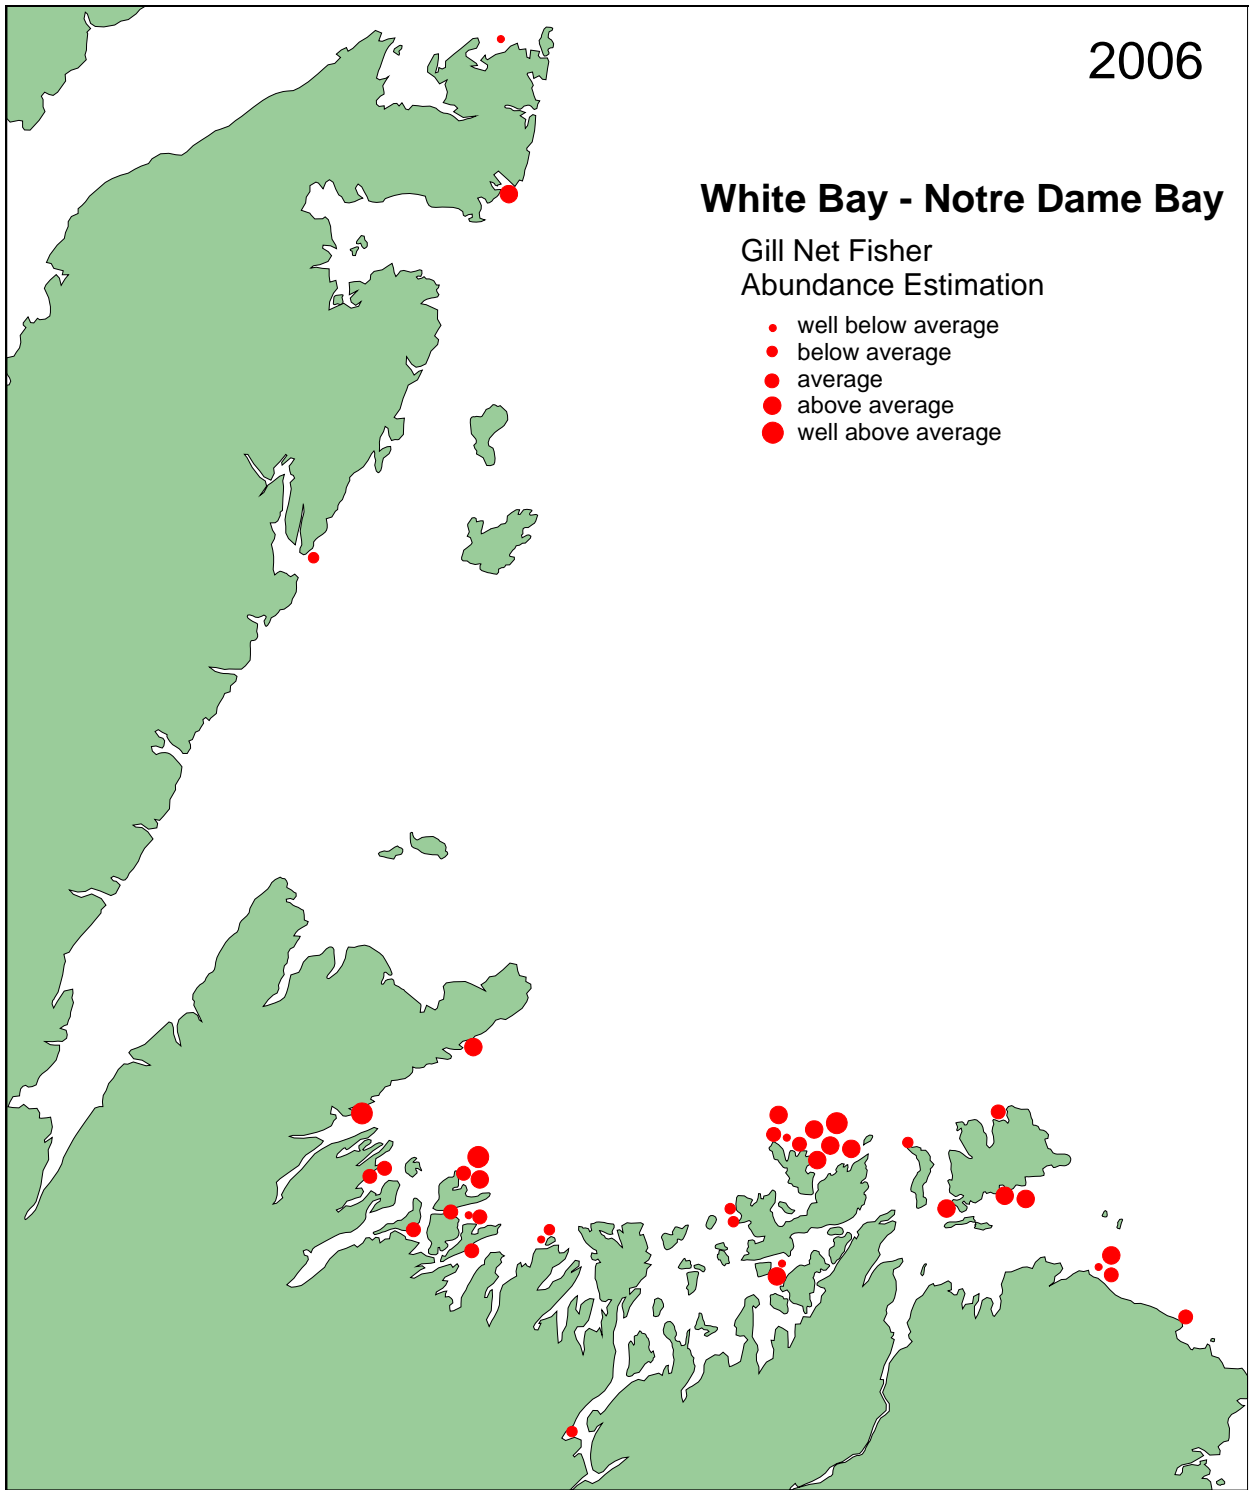 2006
White Bay - Notre Dame Bay
Gill Net Fisher
Abundance Estimation
well below average
below average
average
above average
well above average